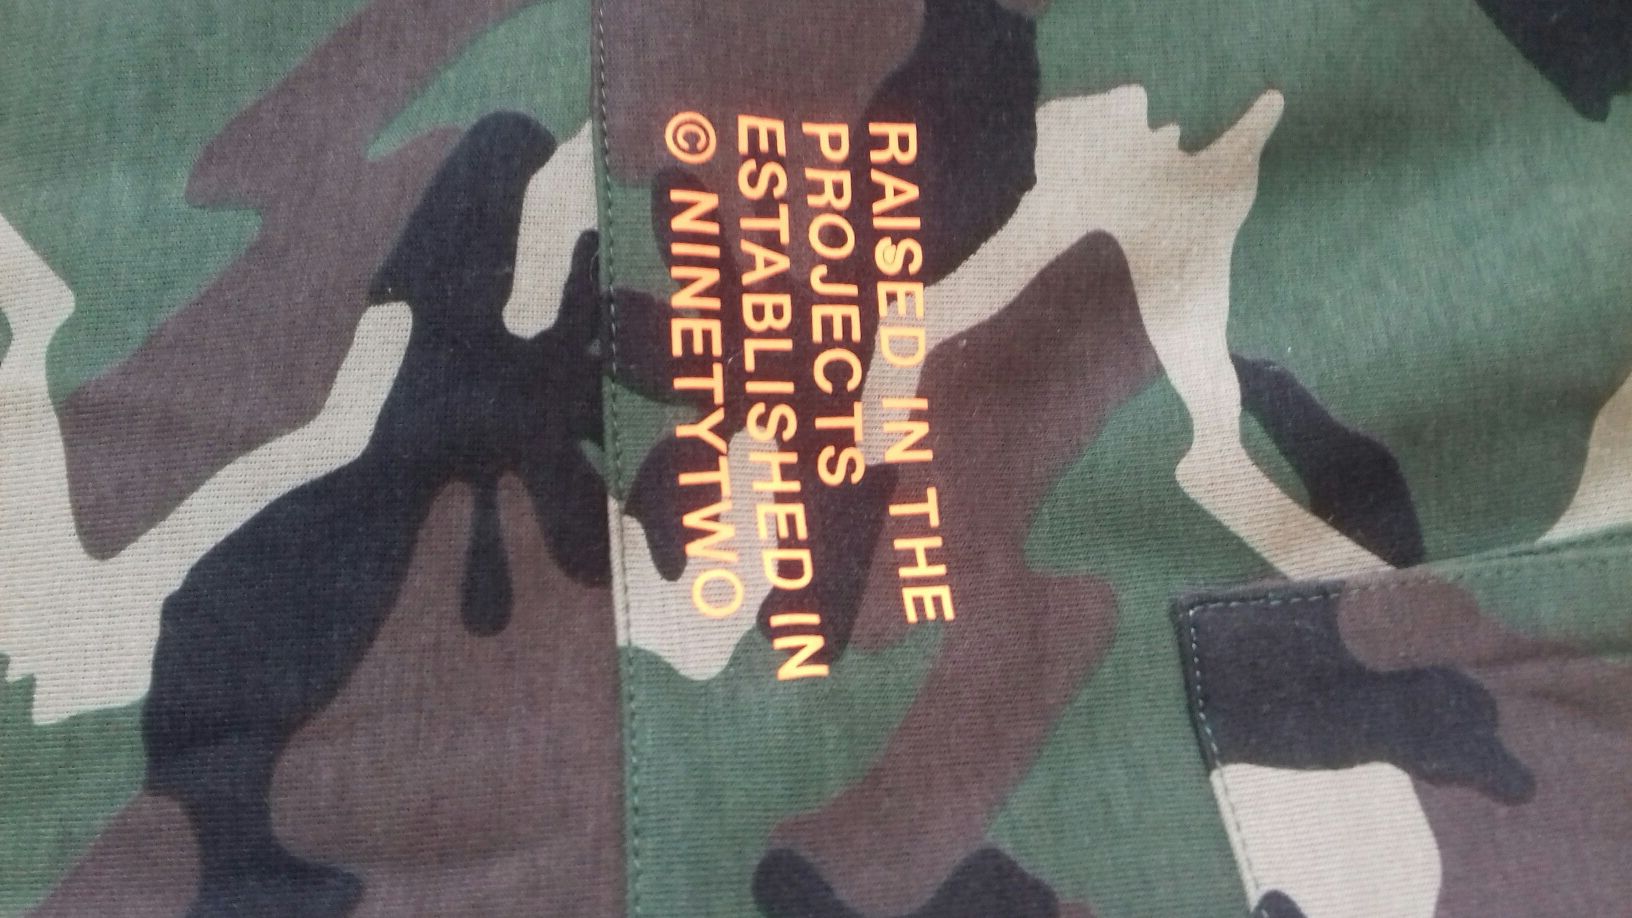 RAISED IN THE
PROJECTS
ESTABLISHED IN
© NINETYTWO